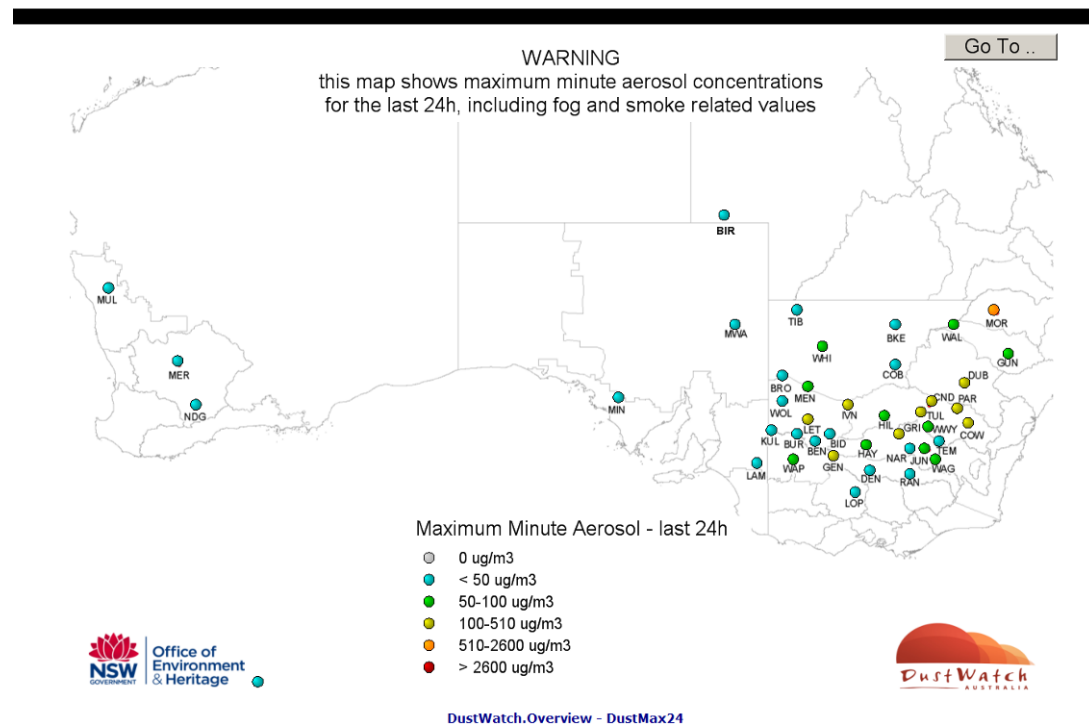 Go To ..
WARNING
this map shows maximum minute aerosol concentrations
for the last 24h, including fog and smoke related values
BIR
MUL
TIB
MOR
MWA
BKE
WAL
WHI
GUN
MER
COB
DUB
BRO
MEN
CND
PAR
MIN
NDG
WOL
IVN
TUL
HIL
LET
GRI
WWY
COW
KUL
BUR
BID
BEN
TEM
HAY
NAR
JUN
GEN
WAP
WAG
LAM
DEN
RAN
LOP
Maximum Minute Aerosol - last 24h
0 ug/m3
< 50 ug/m3
50-100 ug/m3
100-510 ug/m3
510-2600 ug/m3
> 2600 ug/m3
NSW
GOVERNMENT
Office of
Environment
& Heritage
DustWatch
AUSTRALIA
DustWatch.Overview - DustMax24